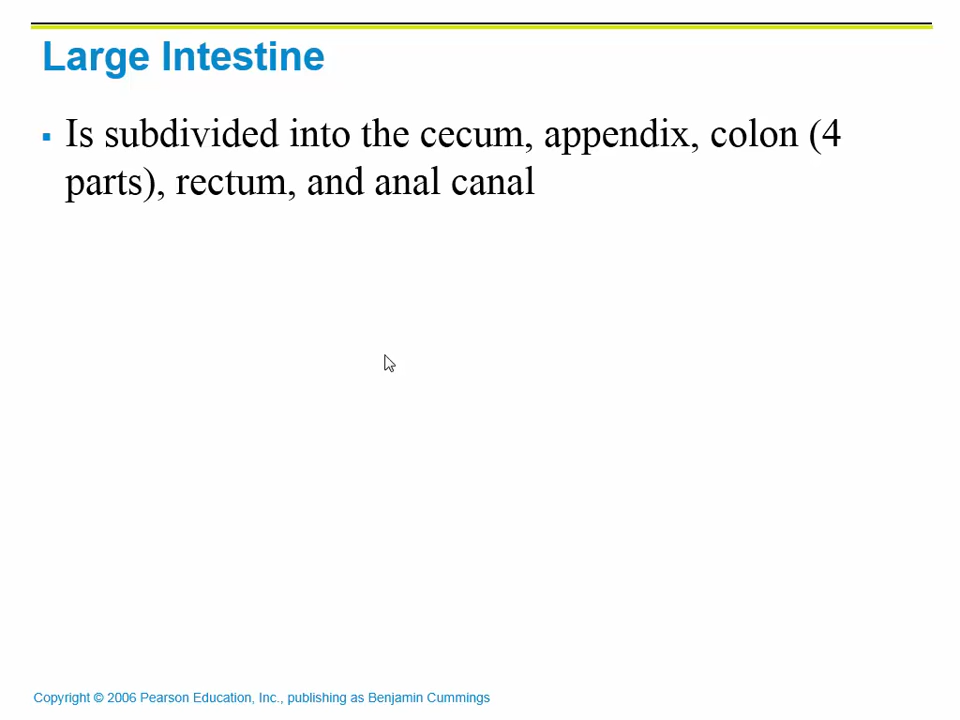 Large Intestine
▪ Is subdivided into the cecum, appendix, colon (4
parts), rectum, and anal canal
Copyright © 2006 Pearson Education, Inc., publishing as Benjamin Cummings